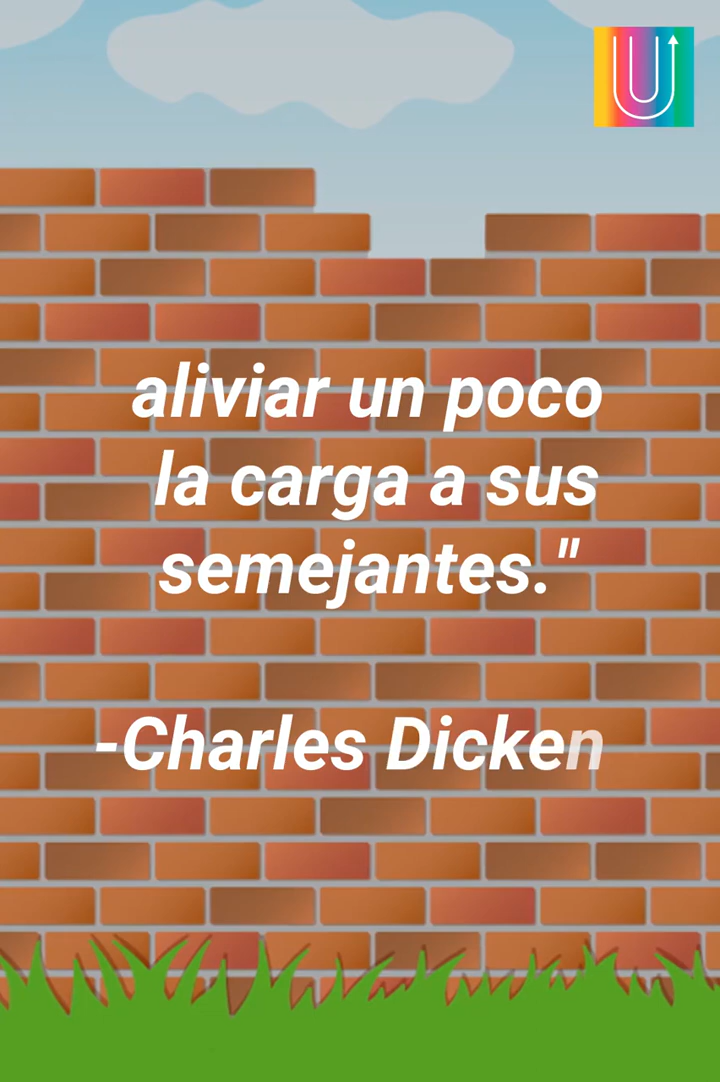 U
aliviar un poco
la carga a sus
semejantes."
-Charles Dicken